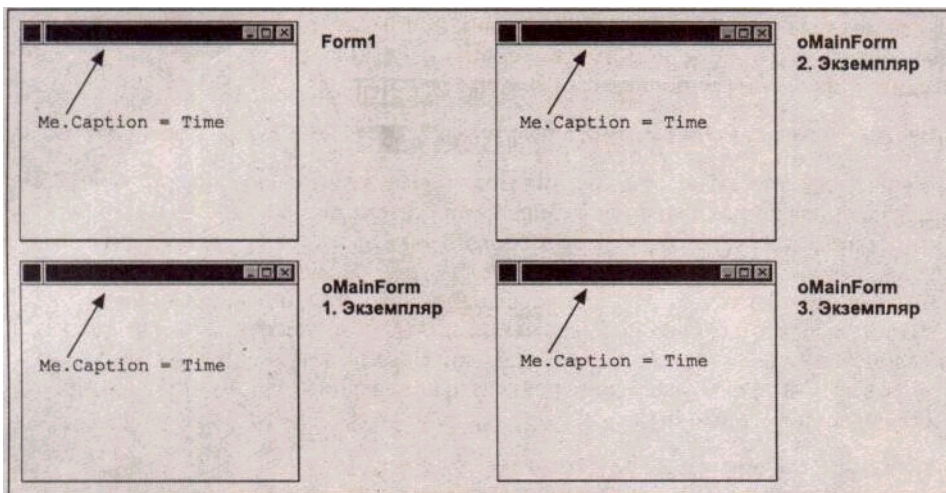 Form1
Me.Caption = Time
oMainForm
2. Экземпляр
Me.Caption = Time
oMainForm
1. Экземпляр
Me.Caption = Time
oMainForm
3. Экземпляр
Me.Caption = Time